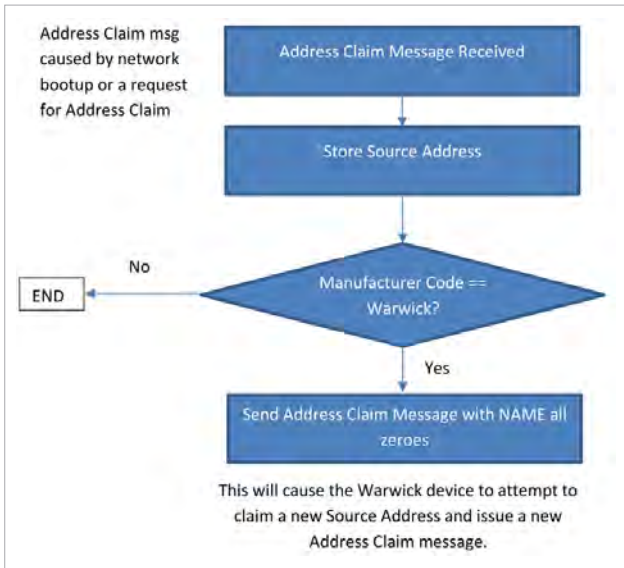 Address Claim msg
caused by network
bootup or a request
for Address Claim
Address Claim Message Received
Store Source Address
Manufacturer Code ==
Warwick?
No
END
Yes
Send Address Claim Message with NAME all
zeroes
This will cause the Warwick device to attempt to
claim a new Source Address and issue a new
Address Claim message.